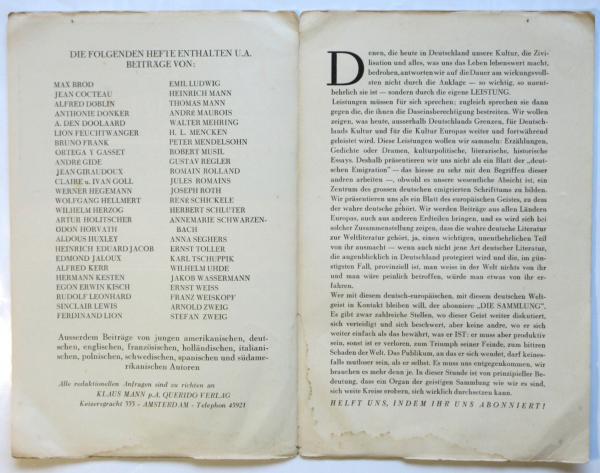 DIE FOLGENDEN HEFTE ENTHALTEN U.A.
BEITRÄGE VON:
MAX BROD
JEAN COCTEAU
ALFRED DÖBLIN
ANTHONIE DONKER
A. DEN DOOLAARD
LION FEUCHTWANGER
BRUNO FRANK
ORTEGA Y GASSET
ANDRE GIDE
JEAN GIRAUDOUX
CLAIRE u. IVAN GOLL
WERNER HEGEMANN
WOLFGANG HELLMERT
WILHELM HERZOG
ARTUR HOLITSCHER
ODON HORVATH
ALDOUS HUXLEY
HEINRICH EDUARD JACOB
EDMOND JALOUX
ALFRED KERR
HERMANN KESTEN
EGON ERWIN KISCH
RUDOLF LEONHARD
SINCLAIR LEWIS
FERDINAND LION
EMIL LUDWIG
HEINRICH MANN
THOMAS MANN
ANDRE MAUROIS
WALTER MEHRING
H. L. MENCKEN
PETER MENDELSOHN
ROBERT MUSIL
GUSTAV REGLER
ROMAIN ROLLAND
JULES ROMAINS
JOSEPH ROTH
RENÉ SCHICKELE
HERBERT SCHLÜTER
ANNEMARIE SCHWARZEN-
BACH
ANNA SEGHERS
ERNST TOLLER
KARL TSCHUPPIK
WILHELM UHDE
JAKOB WASSERMANN
ERNST WEISS
FRANZ WEISKOPF
ARNOLD ZWEIG
STEFAN ZWEIG
Ausserdem Beiträge von jungen amerikanischen, deut-
schen, englischen, französischen, holländischen, italiani-
schen, polnischen, schwedischen, spanischen und südame-
rikanischen Autoren
Alle redaktionellen Anfragen sind zu richten an
KLAUS MANN p.A. QUERIDO VERLAG
Keizersgracht 333 - AMSTERDAM - Telephon 45921
Denen, die heute in Deutschland unsere Kultur, die Zivi-
lisation und alles, was uns das Leben lebenswert macht,
bedrohen, antworten wir auf die Dauer am wirkungsvoll-
sten nicht durch die Anklage — so wichtig, so unent-
behrlich sie ist — sondern durch die eigene LEISTUNG.
Leistungen müssen für sich sprechen; zugleich sprechen sie dann
gegen die, die ihnen die Daseinsberechtigung bestreiten. Wir wollen
zeigen, was heute, ausserhalb Deutschlands Grenzen, für Deutsch-
lands Kultur und für die Kultur Europas weiter und fortwährend
geleistet wird. Diese Leistungen wollen wir sammeln: Erzählungen,
Gedichte oder Dramen, kulturpolitische, literarische, historische
Essays. Deshalb präsentieren wir uns nicht als ein Blatt der „deut-
schen Emigration" — das hiesse zu sehr mit den Begriffen dieser
andern arbeiten —, obwohl es unsere wesentliche Absicht ist, ein
Zentrum des grossen deutschen emigrierten Schrifttums zu bilden.
Wir präsentieren uns als ein Blatt des europäischen Geistes, zu dem
der wahre deutsche gehört. Wir werden Beiträge aus allen Ländern
Europas, auch aus anderen Erdteilen bringen, und es wird sich bei
solcher Zusammenstellung zeigen, dass die wahre deutsche Literatur
zur Weltliteratur gehört, ja, einen wichtigen, unentbehrlichen Teil
von ihr ausmacht — wenn auch nicht jene Art deutscher Literatur,
die augenblicklich in Deutschland protegiert wird und die, im gün-
stigsten Fall, provinziell ist, man weiss in der Welt nichts von ihr
und man wäre peinlich betroffen, würde man etwas von ihr er-
fahren.
Wer mit diesem deutsch-europäischen, mit diesem deutschen Welt-
geist in Kontakt bleiben will, der abonniere „DIE SAMMLUNG".
Es gibt zwar zahlreiche Stellen, wo dieser Geist weiter diskutiert,
sich verteidigt und sich beschwert, aber keine andre, wo er sich
weiter einfach als das bewährt, was er IST: er muss aber produktiv
sein, sonst ist er verloren, zum Triumph seiner Feinde, zum bittren
Schaden der Welt. Das Publikum, an das er sich wendet, darf keines-
falls mutloser sein, als er selbst. Es muss uns entgegenkommen, wir
brauchen es mehr denn je. In dieser Stunde ist von prinzipieller Be-
deutung, dass ein Organ der geistigen Sammlung wie wir es sind,
sich weite Kreise erobern, sich wirklich durchsetzen kann.
HELFT UNS, INDEM IHR UNS ABONNIERT!